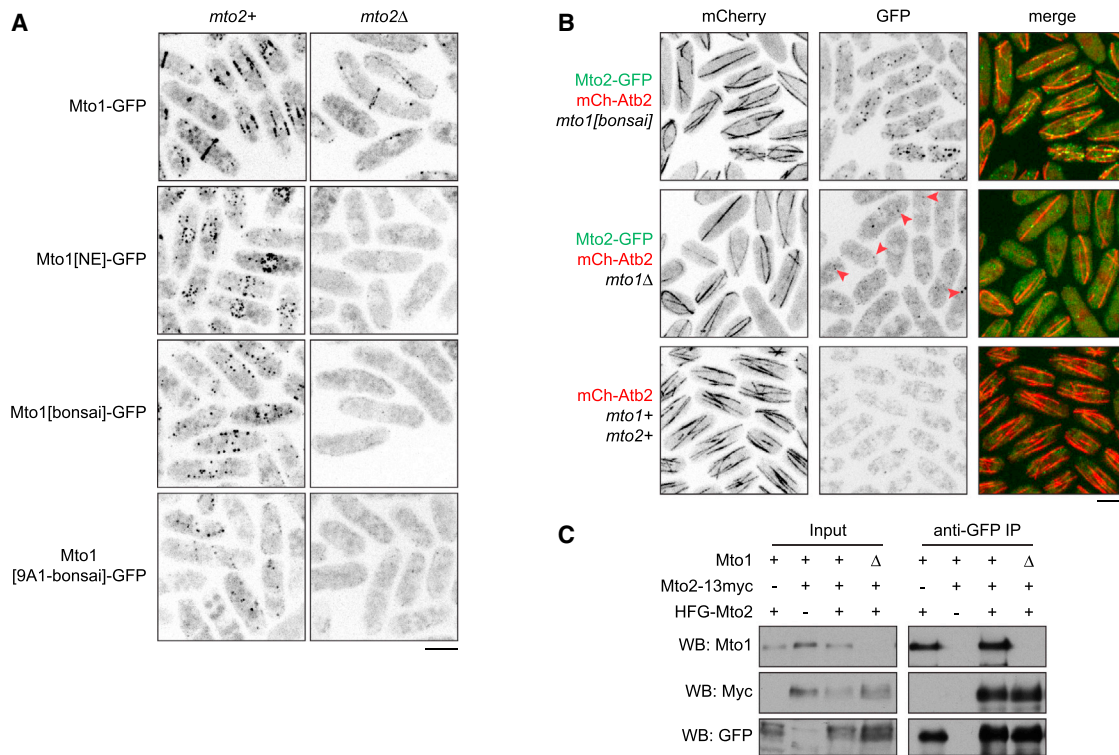 A
mto2+
mto2Δ
Mto1-GFP
Mto1[NE]-GFP
Mto1[bonsai]-GFP
Mto1
[9A1-bonsai]-GFP
B
mCherry
GFP
merge
Mto2-GFP
mCh-Atb2
mto1[bonsai]
Mto2-GFP
mCh-Atb2
mto1Δ
mCh-Atb2
mto1+
mto2+
C
Input
anti-GFP IP
Mto1 + + + Δ + + + Δ
Mto2-13myc - + + + - + + +
HFG-Mto2 + - + + + - + +
WB: Mto1
WB: Myc
WB: GFP